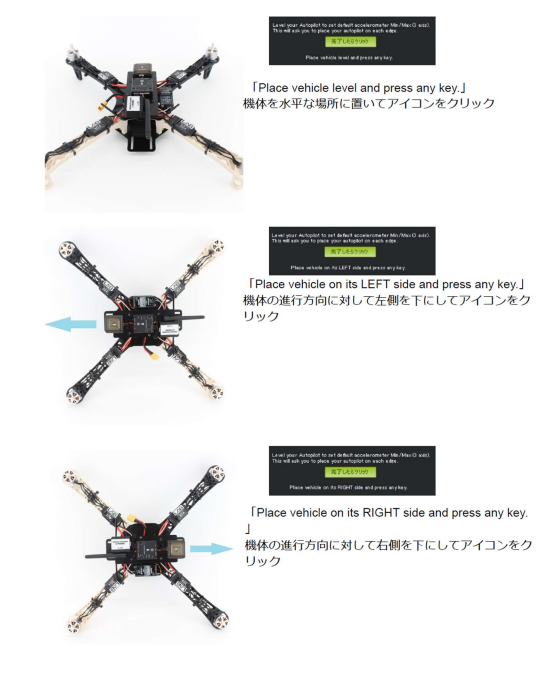 Level your Autopilot to set default accelerometer Min/Max (3 axis).
This will ask you to place your autopilot on each edge.
完了したらクリック
Place vehicle level and press any key.
「Place vehicle level and press any key.」
機体を水平な場所に置いてアイコンをクリック
Level your Autopilot to set default accelerometer Min/Max (3 axis).
This will ask you to place your autopilot on each edge.
完了したらクリック
Place vehicle on its LEFT side and press any key.
「Place vehicle on its LEFT side and press any key.」
機体の進行方向に対して左側を下にしてアイコンをク
リック
Level your Autopilot to set default accelerometer Min/Max (3 axis).
This will ask you to place your autopilot on each edge.
完了したらクリック
Place vehicle on its RIGHT side and press any key.
「Place vehicle on its RIGHT side and press any key.
」
機体の進行方向に対して右側を下にしてアイコンをク
リック